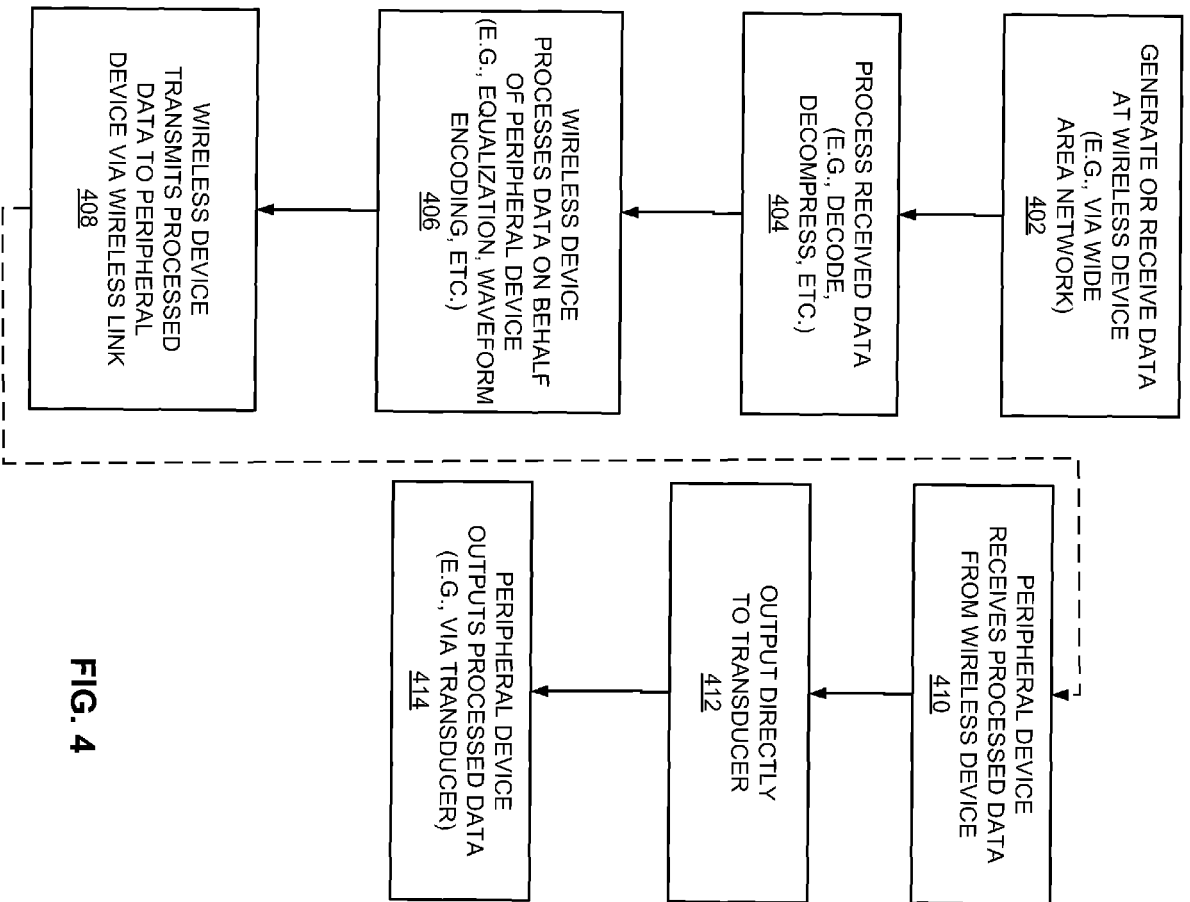 GENERATE OR RECEIVE DATA
AT WIRELESS DEVICE
(E.G., VIA WIDE
AREA NETWORK)
402
PROCESS RECEIVED DATA
(E.G., DECODE,
DECOMPRESS, ETC.)
404
WIRELESS DEVICE
PROCESSES DATA ON BEHALF
OF PERIPHERAL DEVICE
(E.G., EQUALIZATION, WAVEFORM
ENCODING, ETC.)
406
WIRELESS DEVICE
TRANSMITS PROCESSED
DATA TO PERIPHERAL
DEVICE VIA WIRELESS LINK
408
PERIPHERAL DEVICE
RECEIVES PROCESSED DATA
FROM WIRELESS DEVICE
410
OUTPUT DIRECTLY
TO TRANSDUCER
412
PERIPHERAL DEVICE
OUTPUTS PROCESSED DATA
(E.G., VIA TRANSDUCER)
414
FIG. 4